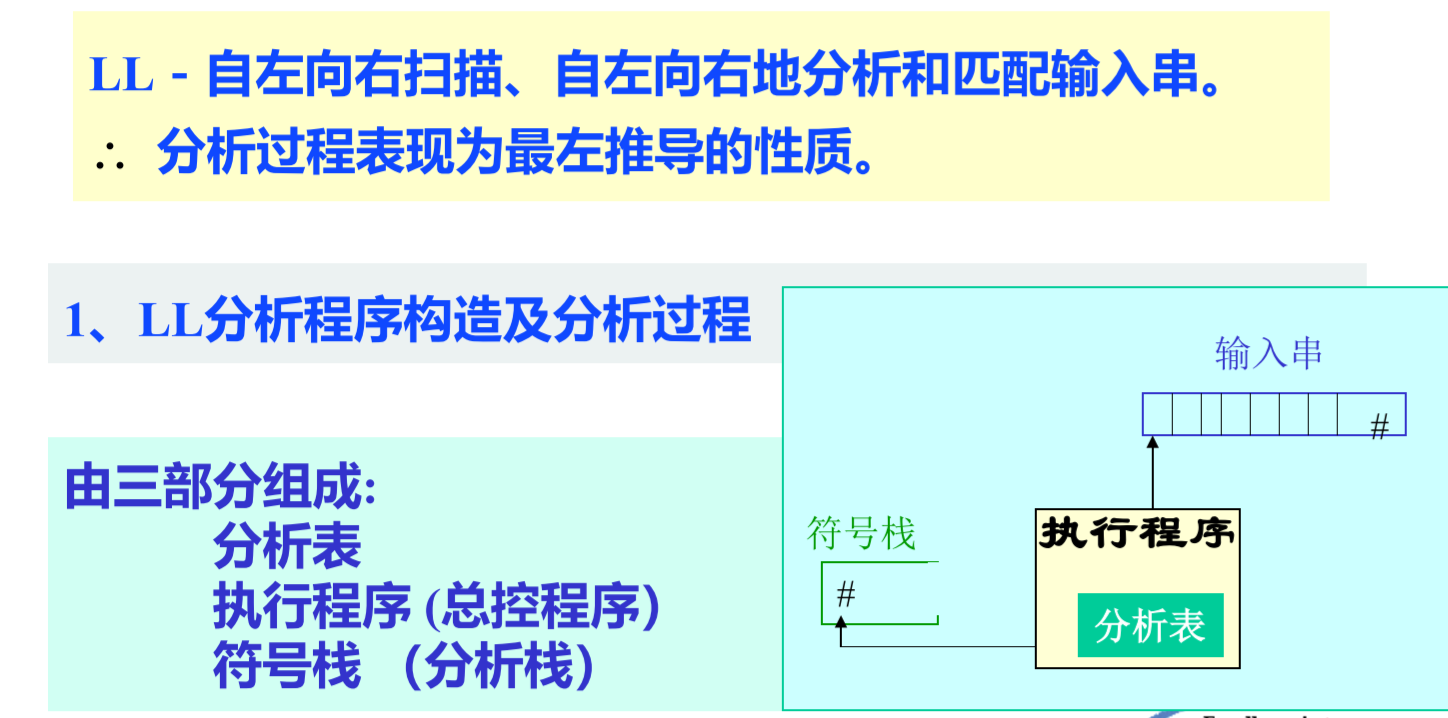 LL - 自左向右扫描、自左向右地分析和匹配输入串。
∴ 分析过程表现为最左推导的性质。
1、LL分析程序构造及分析过程
由三部分组成:
分析表
执行程序 (总控程序）
符号栈 （分析栈）
输入串
#
符号栈
#
执行程序
分析表